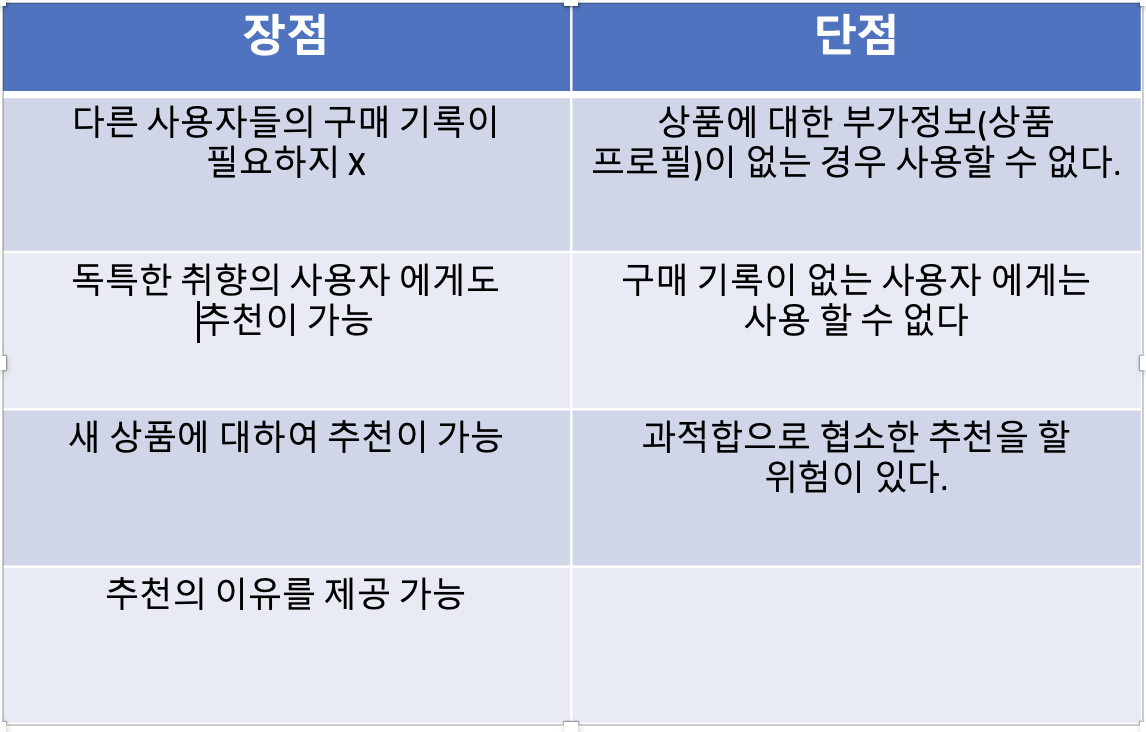 장점
단점
다른 사용자들의 구매 기록이
필요하지 x
상품에 대한 부가정보(상품
프로필)이 없는 경우 사용할 수 없다.
독특한 취향의 사용자 에게도
추천이 가능
구매 기록이 없는 사용자 에게는
사용 할 수 없다
새 상품에 대하여 추천이 가능
과적합으로 협소한 추천을 할
위험이 있다.
추천의 이유를 제공 가능